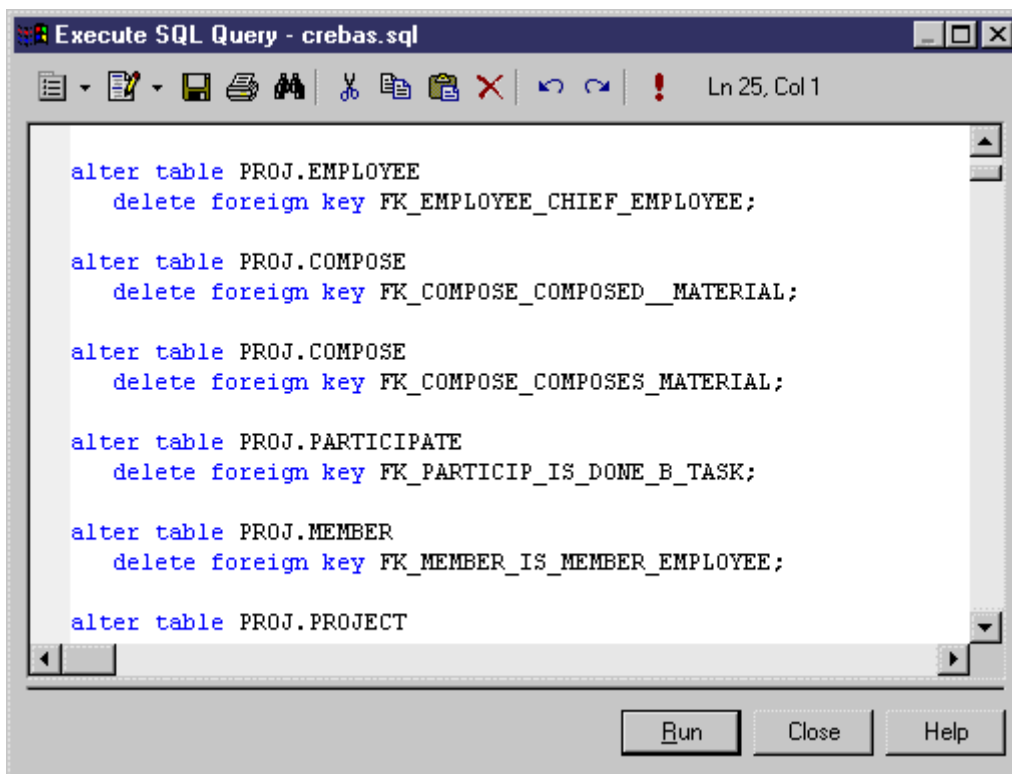 Execute SQL Query - crebas.sql
Ln 25, Col 1
alter table PROJ.EMPLOYEE
delete foreign key FK_EMPLOYEE_CHIEF_EMPLOYEE;
alter table PROJ.COMPOSE
delete foreign key FK_COMPOSE_COMPOSED__MATERIAL;
alter table PROJ.COMPOSE
delete foreign key FK_COMPOSE_COMPOSES_MATERIAL;
alter table PROJ.PARTICIPATE
delete foreign key FK_PARTICIP_IS_DONE_B_TASK;
alter table PROJ.MEMBER
delete foreign key FK_MEMBER_IS_MEMBER_EMPLOYEE;
alter table PROJ.PROJECT
Run Close Help